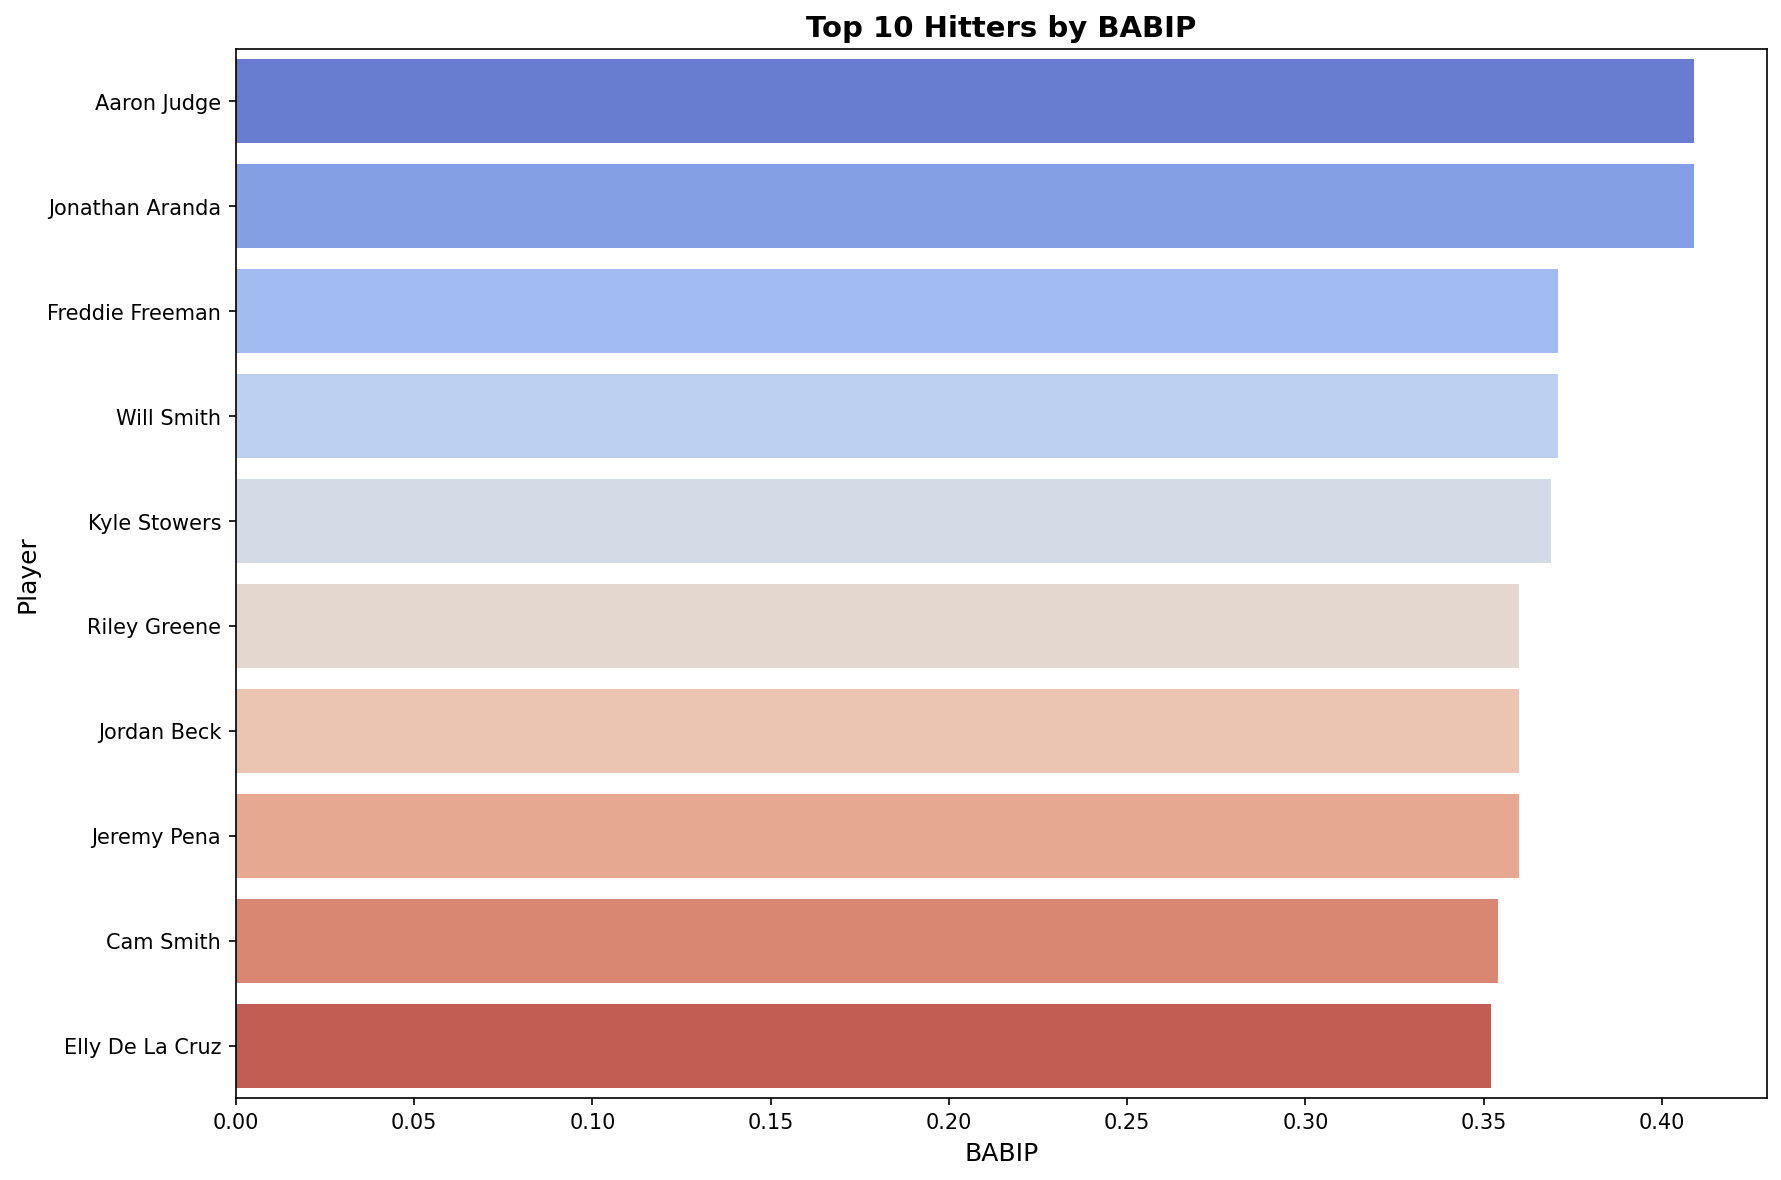 Top 10 Hitters by BABIP
Aaron Judge
Jonathan Aranda
Freddie Freeman
Will Smith
Kyle Stowers
Riley Greene
Jordan Beck
Jeremy Pena
Cam Smith
Elly De La Cruz
Player
0.00 0.05 0.10 0.15 0.20 0.25 0.30 0.35 0.40
BABIP